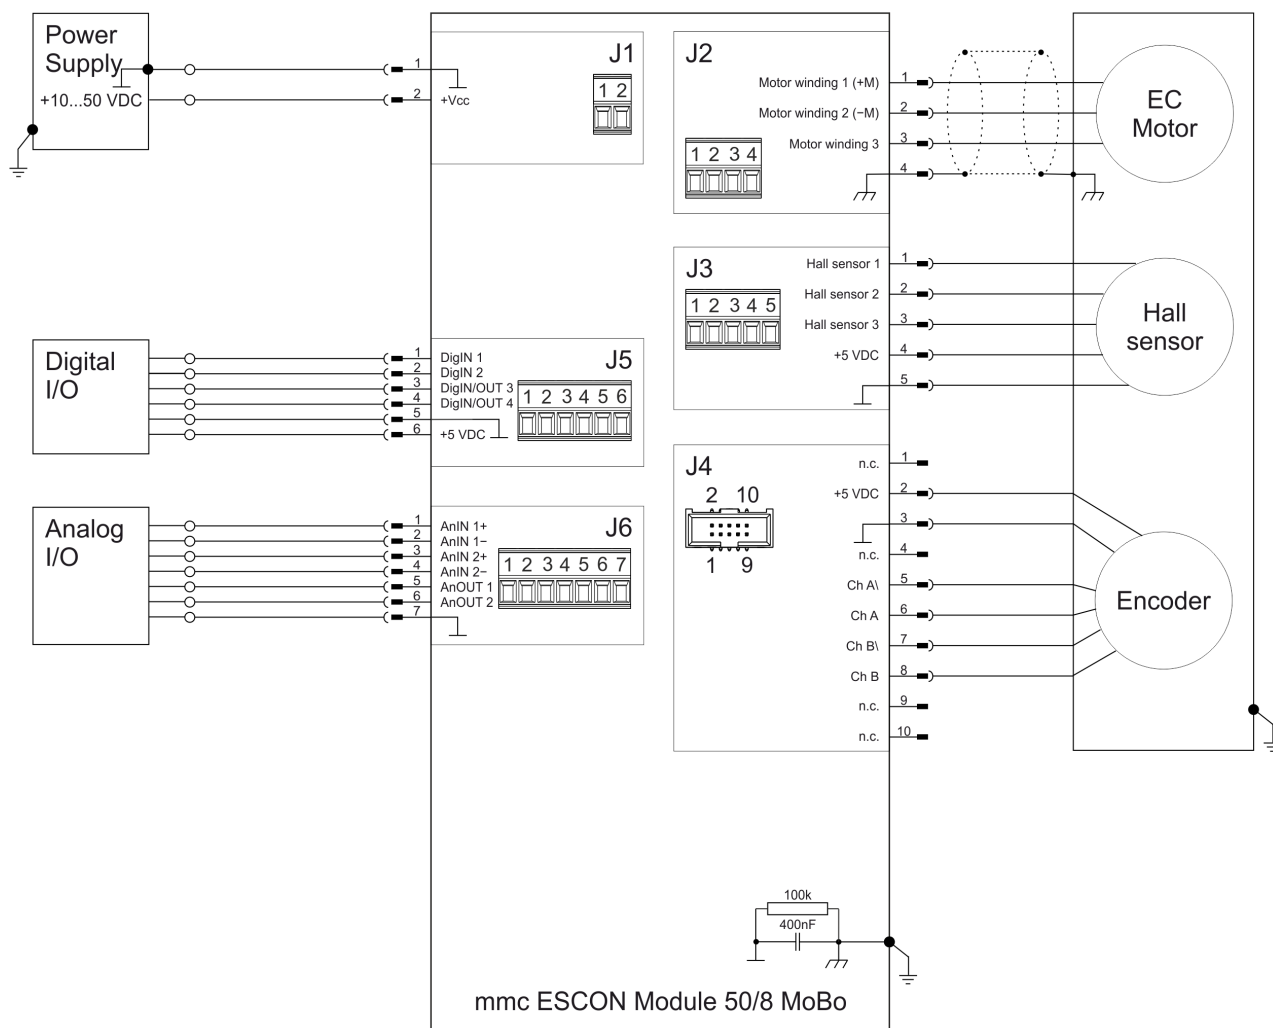 Power
Supply
+10...50 VDC
1
2
+Vcc
J1
1 2
J2
Motor winding 1 (+M)
Motor winding 2 (−M)
Motor winding 3
1 2 3 4
1
2
3
4
EC
Motor
J3
Hall sensor 1
Hall sensor 2
Hall sensor 3
+5 VDC
1 2 3 4 5
1
2
3
4
5
Hall
sensor
Digital
I/O
1
2
3
4
5
6
DigIN 1
DigIN 2
DigIN/OUT 3
DigIN/OUT 4
+5 VDC
J5
1 2 3 4 5 6
J4
2 10
1 9
n.c.
+5 VDC
n.c.
Ch A\
Ch A
Ch B\
Ch B
n.c.
n.c.
1
2
3
4
5
6
7
8
9
10
Encoder
Analog
I/O
1
2
3
4
5
6
7
AnIN 1+
AnIN 1−
AnIN 2+
AnIN 2−
AnOUT 1
AnOUT 2
J6
1 2 3 4 5 6 7
100k
400nF
mmc ESCON Module 50/8 MoBo